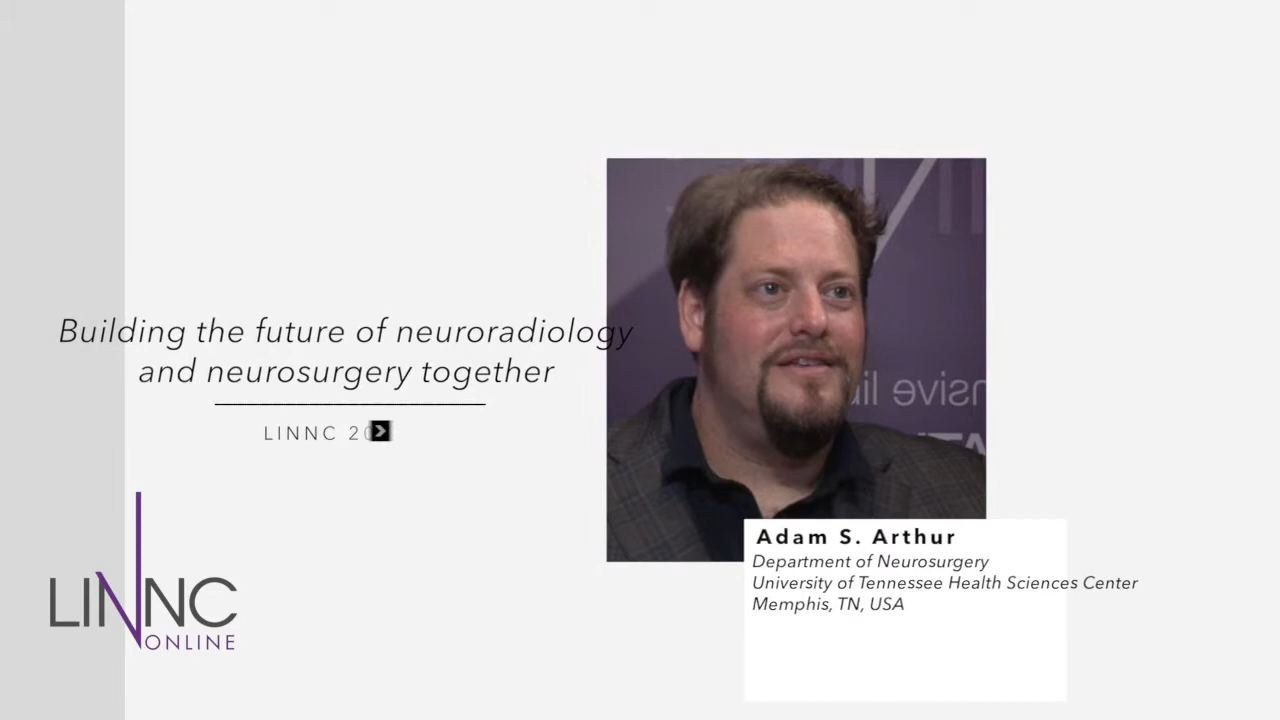 Building the future of neuroradiology
and neurosurgery together
LINNC
Adam S. Arthur
Department of Neurosurgery
University of Tennessee Health Sciences Center
Memphis, TN, USA
LINNC
ONLINE